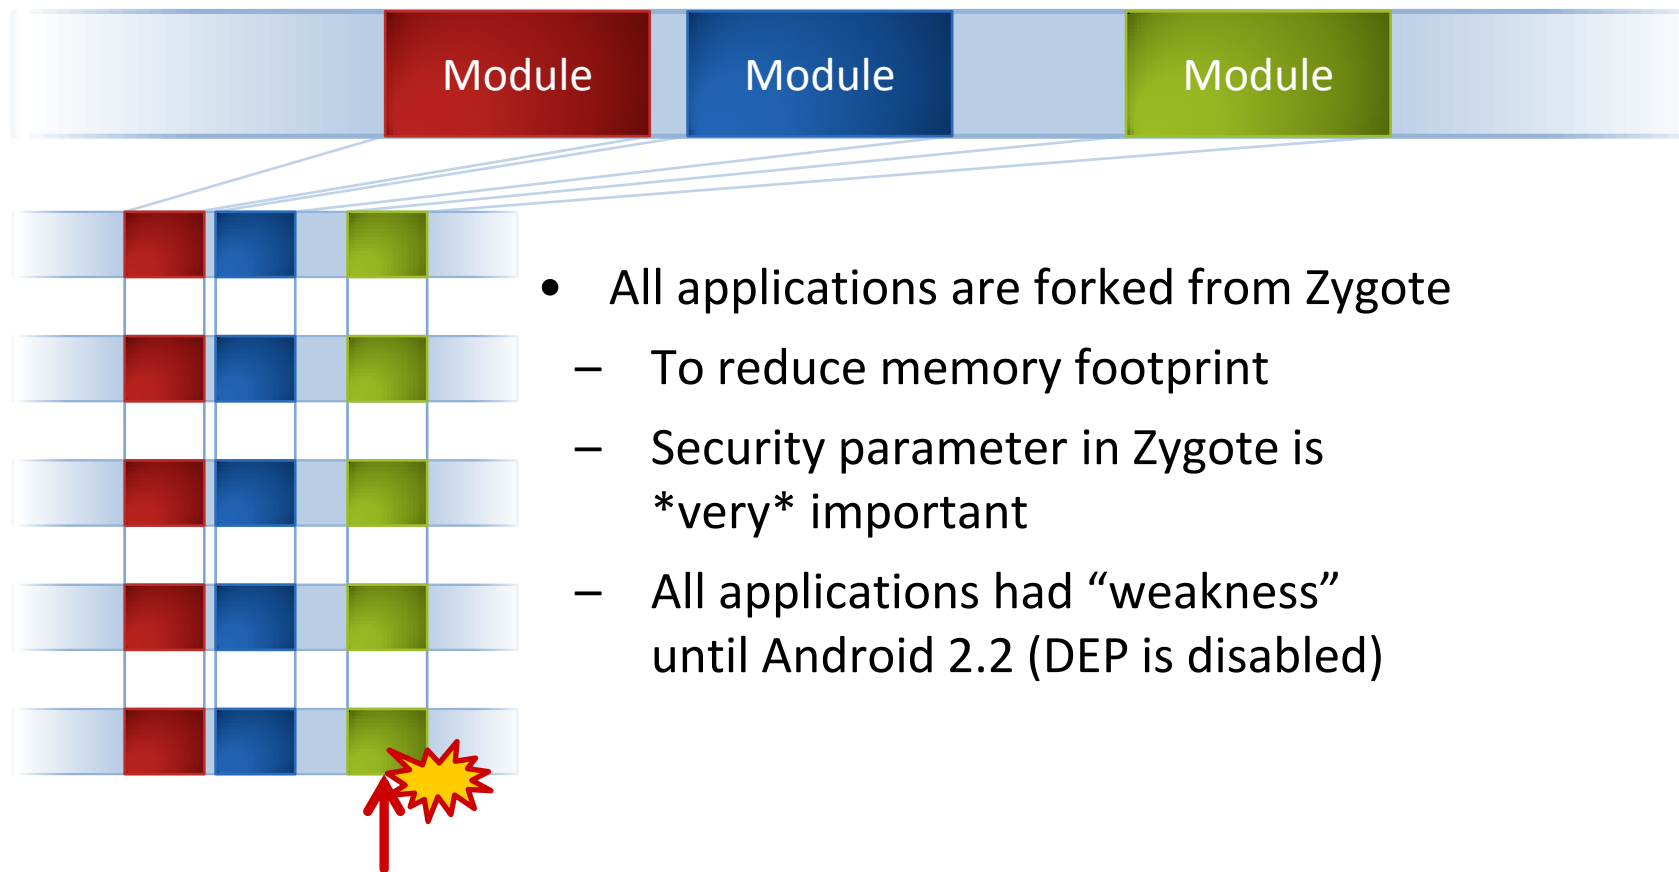 Module Module Module
• All applications are forked from Zygote
– To reduce memory footprint
– Security parameter in Zygote is
*very* important
– All applications had “weakness”
until Android 2.2 (DEP is disabled)